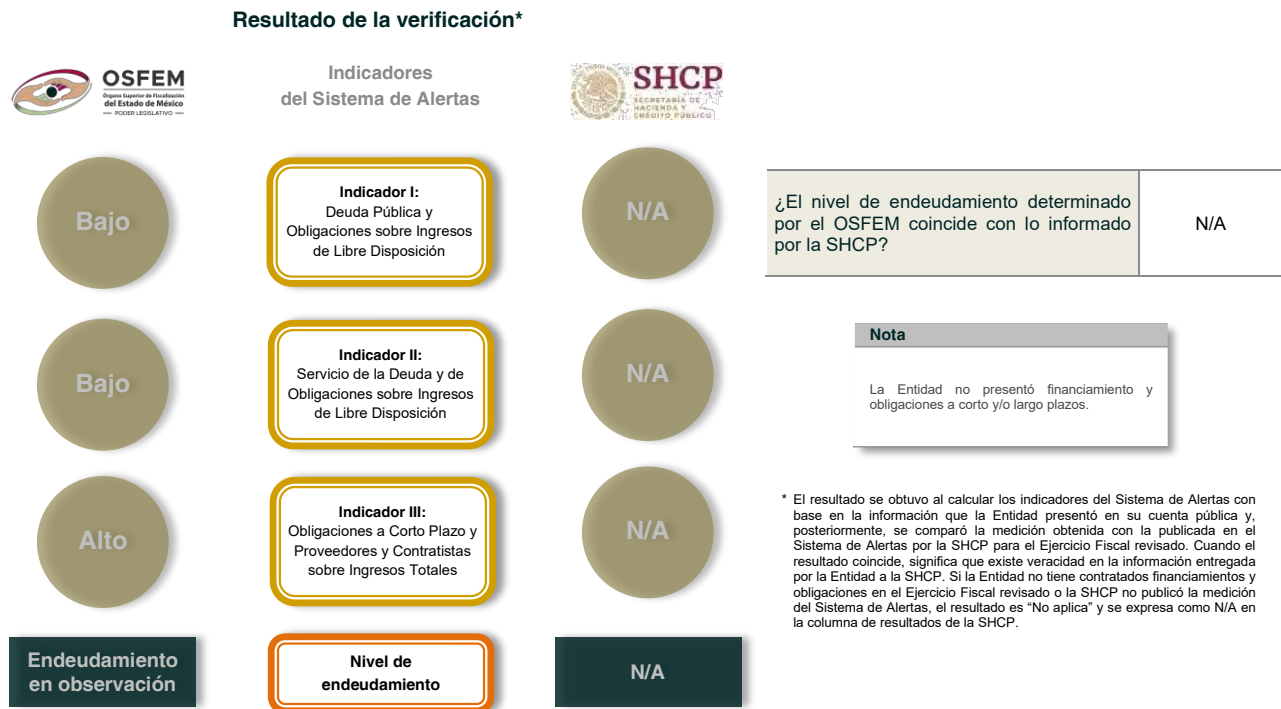 Resultado de la verificación*
OSFEM
Órgano Superior de Fiscalización
del Estado de México
PODER LEGISLATIVO
Indicadores
del Sistema de Alertas
SHCP
SECRETARÍA DE
HACIENDA Y
CRÉDITO PÚBLICO
Bajo
Indicador I:
Deuda Pública y
Obligaciones sobre Ingresos
de Libre Disposición
N/A
¿El nivel de endeudamiento determinado
por el OSFEM coincide con lo informado
por la SHCP?
N/A
Bajo
Indicador II:
Servicio de la Deuda y de
Obligaciones sobre Ingresos
de Libre Disposición
N/A
Nota
La Entidad no presentó financiamiento y
obligaciones a corto y/o largo plazos.
Alto
Indicador III:
Obligaciones a Corto Plazo y
Proveedores y Contratistas
sobre Ingresos Totales
N/A
* El resultado se obtuvo al calcular los indicadores del Sistema de Alertas con
base en la información que la Entidad presentó en su cuenta pública y,
posteriormente, se comparó la medición obtenida con la publicada en el
Sistema de Alertas por la SHCP para el Ejercicio Fiscal revisado. Cuando el
resultado coincide, significa que existe veracidad en la información entregada
por la Entidad a la SHCP. Si la Entidad no tiene contratados financiamientos y
obligaciones en el Ejercicio Fiscal revisado o la SHCP no publicó la medición
del Sistema de Alertas, el resultado es “No aplica” y se expresa como N/A en
la columna de resultados de la SHCP.
Endeudamiento
en observación
Nivel de
endeudamiento
N/A